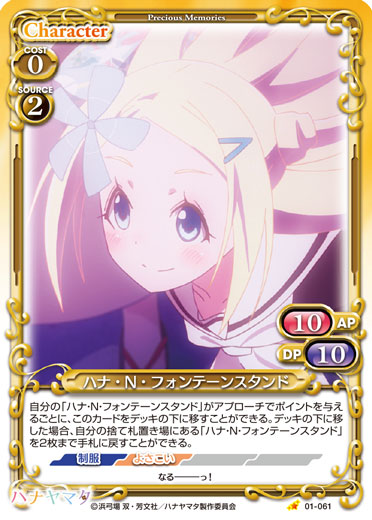 Precious Memories
Character
COST
0
SOURCE
2
10 AP
DP 10
ハナ・N・フォンテーンスタンド
自分の「ハナ・N・フォンテーンスタンド」がアプローチでポイントを与え
るごとに、このカードをデッキの下に移すことができる。デッキの下に移
した場合、自分の捨て札置き場にある「ハナ・N・フォンテーンスタンド」
を2枚まで手札に戻すことができる。
制服 よさこい
なる――っ！
ハナヤマタ
01-061
©浜弓場 双・芳文社／ハナヤマタ製作委員会